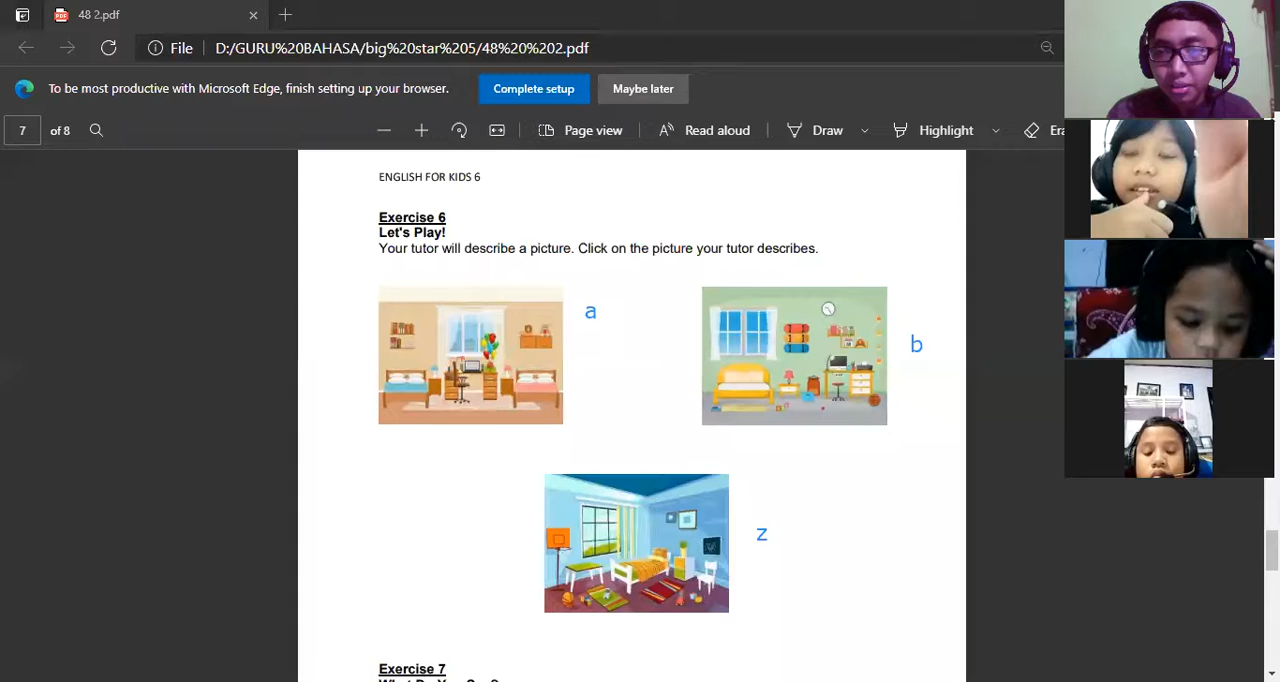 48 2.pdf
File D:/GURU%20BAHASA/big%20star%205/48%20%202.pdf
To be most productive with Microsoft Edge, finish setting up your browser. Complete setup Maybe later
7 of 8 Page view Read aloud Draw Highlight Era
ENGLISH FOR KIDS 6
Exercise 6
Let's Play!
Your tutor will describe a picture. Click on the picture your tutor describes.
a
b
z
Exercise 7